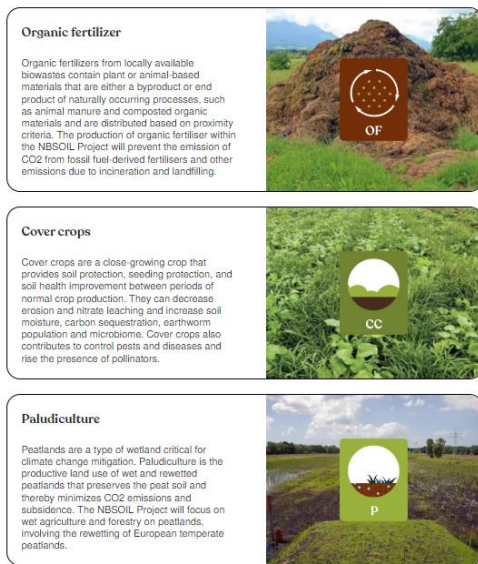 Organic fertilizer
Organic fertilizers from locally available
biowastes contain plant or animal-based
materials that are either a byproduct or end
product of naturally occurring processes, such
as animal manure and composted organic
materials and are distributed based on proximity
criteria. The production of organic fertiliser within
the NBSOIL Project will prevent the emission of
CO2 from fossil fuel-derived fertilisers and other
emissions due to incineration and landfilling.
OF
Cover crops
Cover crops are a close-growing crop that
provides soil protection, seeding protection, and
soil health improvement between periods of
normal crop production. They can decrease
erosion and nitrate leaching and increase soil
moisture, carbon sequestration, earthworm
population and microbiome. Cover crops also
contributes to control pests and diseases and
rise the presence of pollinators.
CC
Paludiculture
Peatlands are a type of wetland critical for
climate change mitigation. Paludiculture is the
productive land use of wet and rewetted
peatlands that preserves the peat soil and
thereby minimizes CO2 emissions and
subsidence. The NBSOIL Project will focus on
wet agriculture and forestry on peatlands,
involving the rewetting of European temperate
peatlands.
P